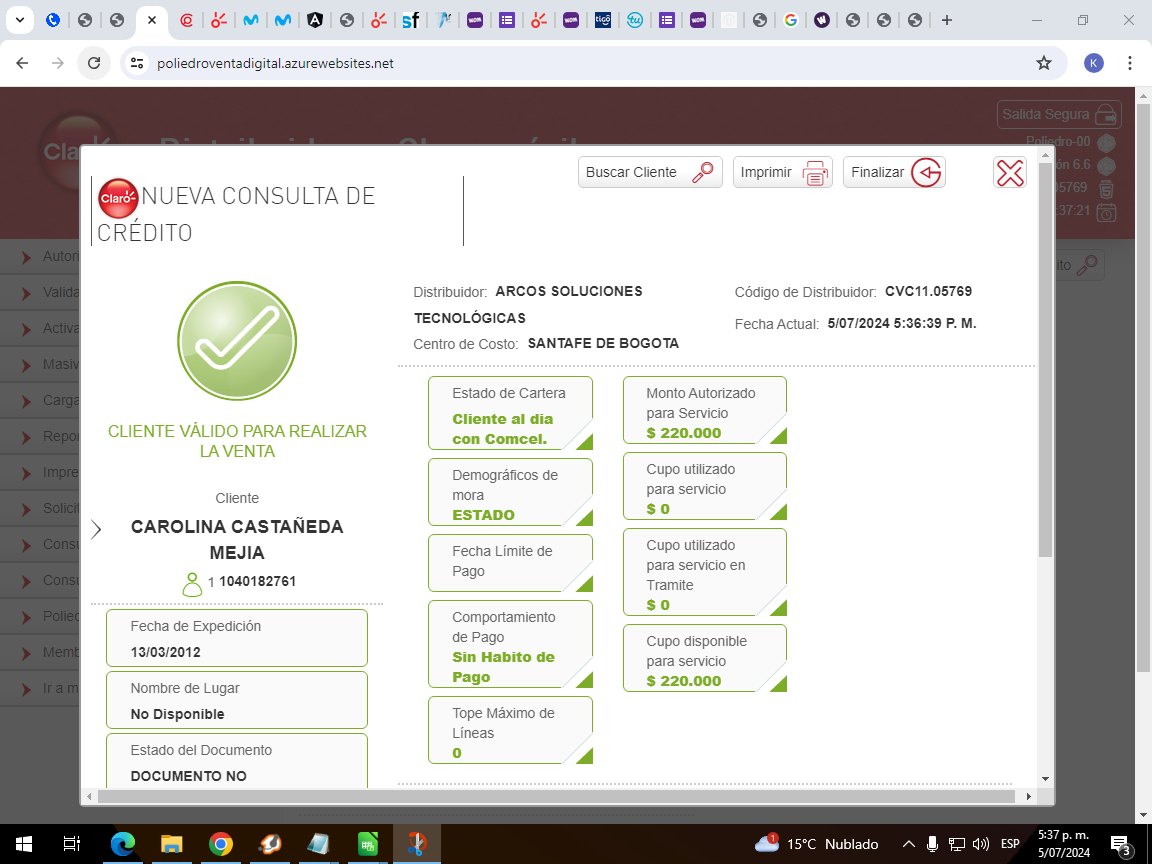 poliedroventadigital.azurewebsites.net
K
Salida Segura
Poliedro-00
Cla
6.6
05769
:37:21
Buscar Cliente
Imprimir
Finalizar
Claro
NUEVA CONSULTA DE
CRÉDITO
Autori
Valida
Activa
Masiv
Carga
Repor
Impre
Solicit
Consu
Consu
Polied
Memb
Ir a m
CLIENTE VÁLIDO PARA REALIZAR
LA VENTA
Cliente
CAROLINA CASTAÑEDA
MEJIA
1 1040182761
Fecha de Expedición
13/03/2012
Nombre de Lugar
No Disponible
Estado del Documento
DOCUMENTO NO
Distribuidor: ARCOS SOLUCIONES
TECNOLÓGICAS
Centro de Costo: SANTAFE DE BOGOTA
Código de Distribuidor: CVC11.05769
Fecha Actual: 5/07/2024 5:36:39 P. M.
Estado de Cartera
Cliente al dia
con Comcel.
Demográficos de
mora
ESTADO
Fecha Límite de
Pago
Comportamiento
de Pago
Sin Habito de
Pago
Tope Máximo de
Líneas
0
Monto Autorizado
para Servicio
$ 220.000
Cupo utilizado
para servicio
$ 0
Cupo utilizado
para servicio en
Tramite
$ 0
Cupo disponible
para servicio
$ 220.000
1
15°C Nublado
ESP
5:37 p. m.
5/07/2024
3